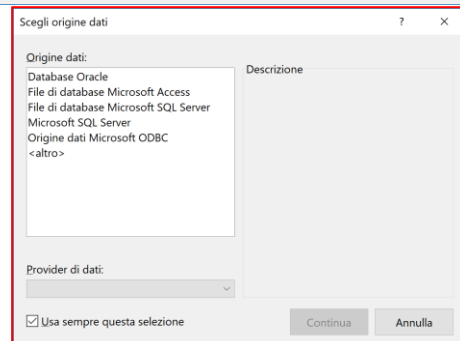 Scegli origine dati
Origine dati:
Database Oracle
File di database Microsoft Access
File di database Microsoft SQL Server
Microsoft SQL Server
Origine dati Microsoft ODBC
<altro>
Descrizione
Provider di dati:
Usa sempre questa selezione
Continua
Annulla